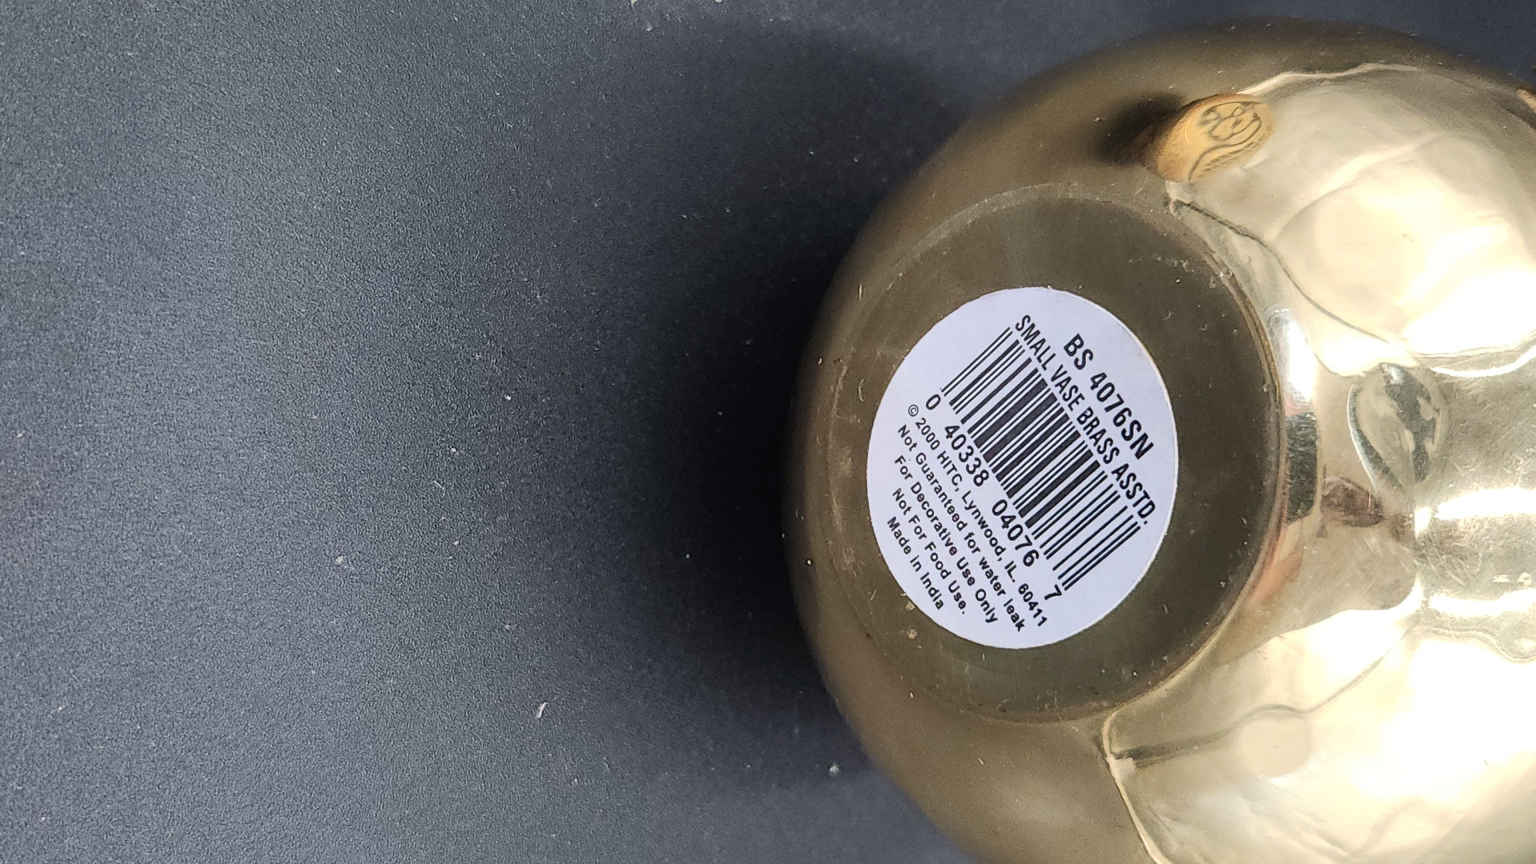 BS 4076SN
SMALL VASE BRASS ASSTD.
0 40338 04076 7
© 2000 HITC, Lynwood, IL. 60411
Not Guaranteed for water leak
For Decorative Use Only
Not For Food Use.
Made in India